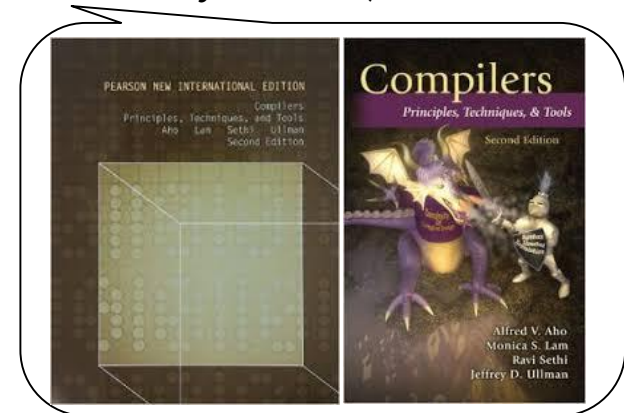 PEARSON NEW INTERNATIONAL EDITION
Compilers
Principles, Techniques, and Tools
Aho Lam Sethi Ullman
Second Edition
Compilers
Principles, Techniques, & Tools
Second Edition
Alfred V. Aho
Monica S. Lam
Ravi Sethi
Jeffrey D. Ullman